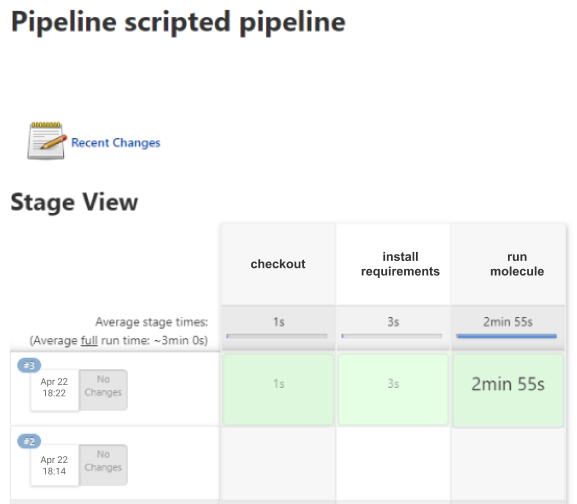 Pipeline scripted pipeline
Recent Changes
Stage View
checkout
install
requirements
run
molecule
Average stage times:
(Average full run time: ~3min 0s)
1s
3s
2min 55s
#3
Apr 22
18:22
No
Changes
1s
3s
2min 55s
#2
Apr 22
18:14
No
Changes